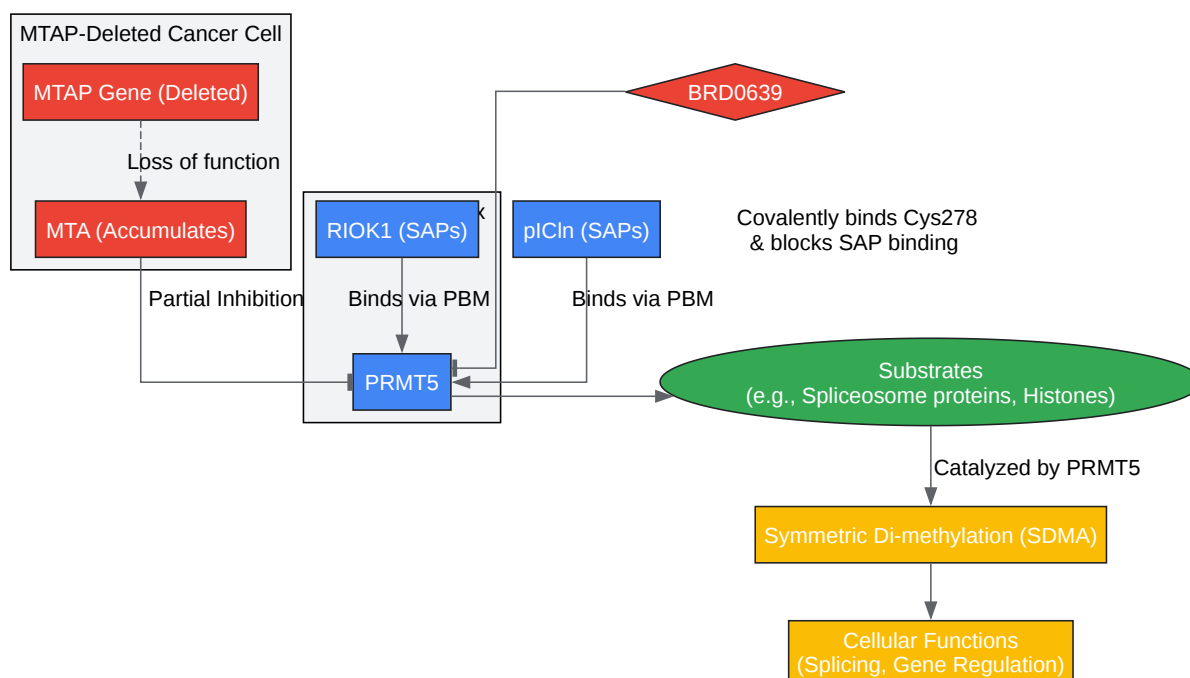 MTAP-Deleted Cancer Cell
MTAP Gene (Deleted)
BRD0639
Loss of function
MTA (Accumulates)
RIOK1 (SAPs)
x
pICln (SAPs)
Covalently binds Cys278
& blocks SAP binding
Partial Inhibition
Binds via PBM
Binds via PBM
PRMT5
Substrates
(e.g., Spliceosome proteins, Histones)
Catalyzed by PRMT5
Symmetric Di-methylation (SDMA)
Cellular Functions
(Splicing, Gene Regulation)